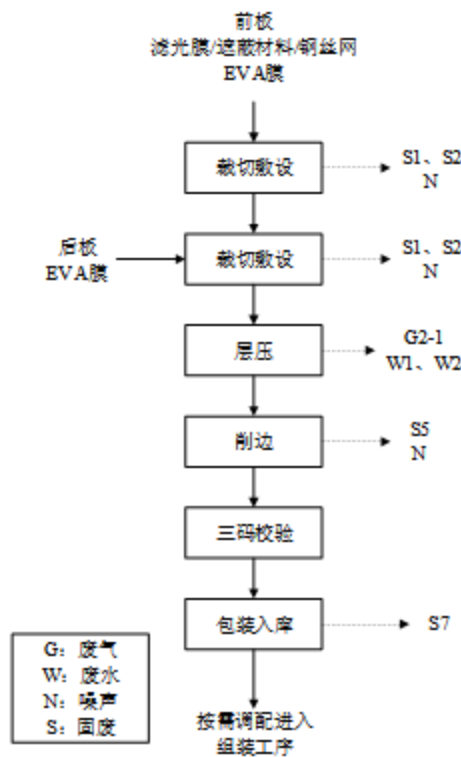 前板
滤光膜/遮蔽材料/钢丝网
EVA膜
裁切敷设
S1、S2
N
后板
EVA膜
裁切敷设
S1、S2
N
层压
G2-1
W1、W2
削边
S5
N
三码校验
包装入库
S7
G：废气
W：废水
N：噪声
S：固废
按需调配进入
组装工序